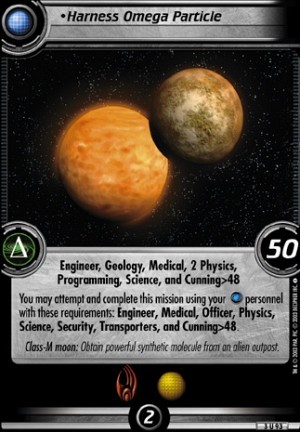 •Harness Omega Particle
50
Engineer, Geology, Medical, 2 Physics,
Programming, Science, and Cunning>48
You may attempt and complete this mission using your personnel
with these requirements: Engineer, Medical, Officer, Physics,
Science, Security, Transporters, and Cunning>48.
Class-M moon: Obtain powerful synthetic molecule from an alien outpost.
2